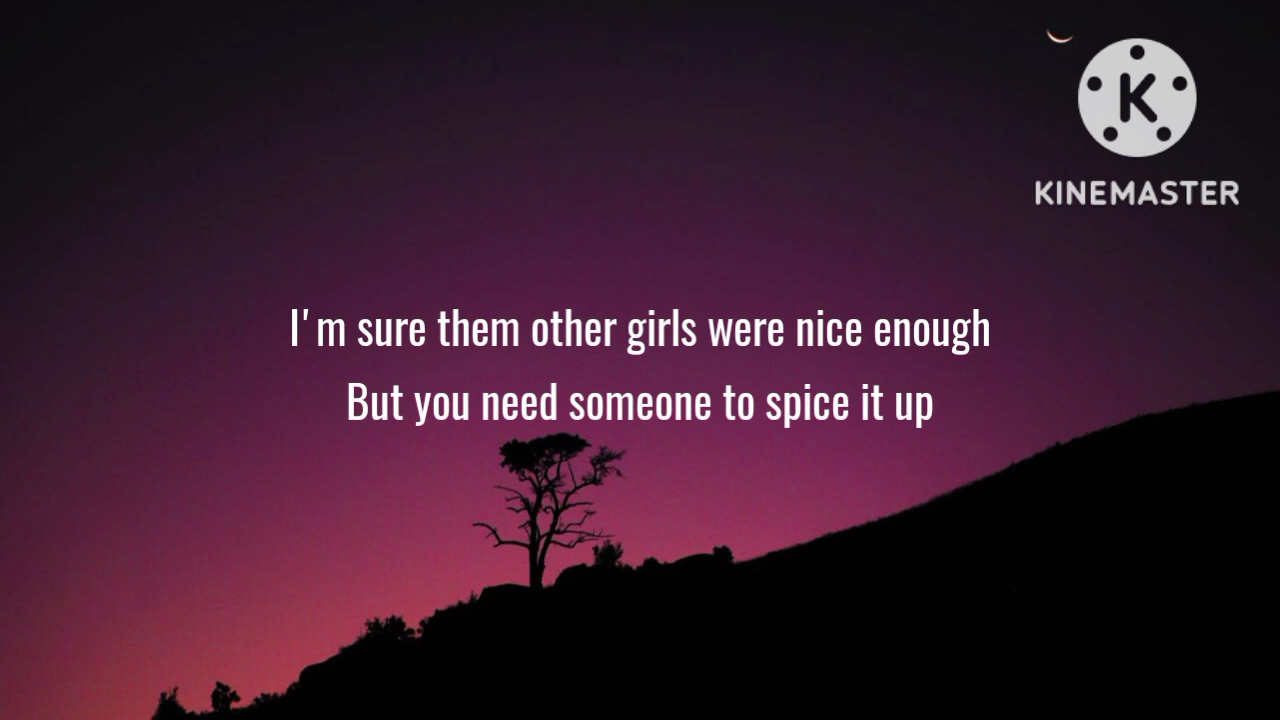 K
KINEMASTER
I'm sure them other girls were nice enough
But you need someone to spice it up